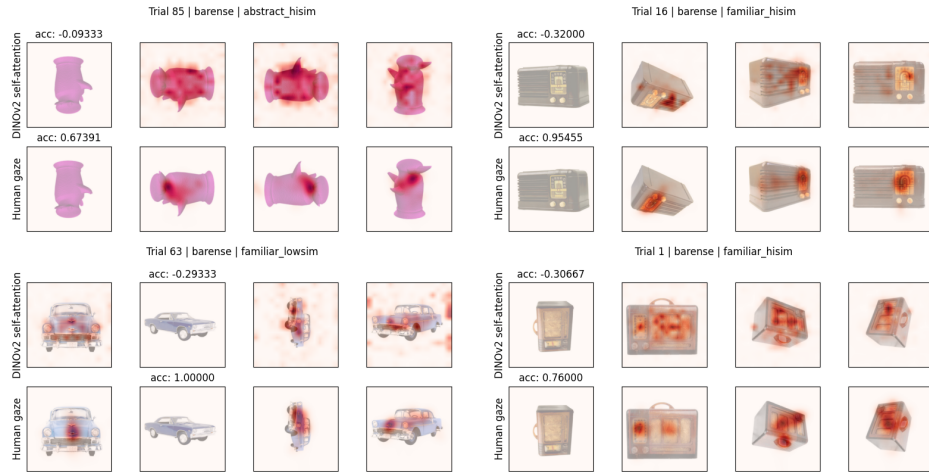 Trial 85 | barense | abstract_hisim
acc: -0.09333
DINOv2 self-attention
acc: 0.67391
Human gaze
Trial 16 | barense | familiar_hisim
acc: -0.32000
DINOv2 self-attention
acc: 0.95455
Human gaze
Trial 63 | barense | familiar_lowsim
acc: -0.29333
DINOv2 self-attention
acc: 1.00000
Human gaze
Trial 1 | barense | familiar_hisim
acc: -0.30667
DINOv2 self-attention
acc: 0.76000
Human gaze